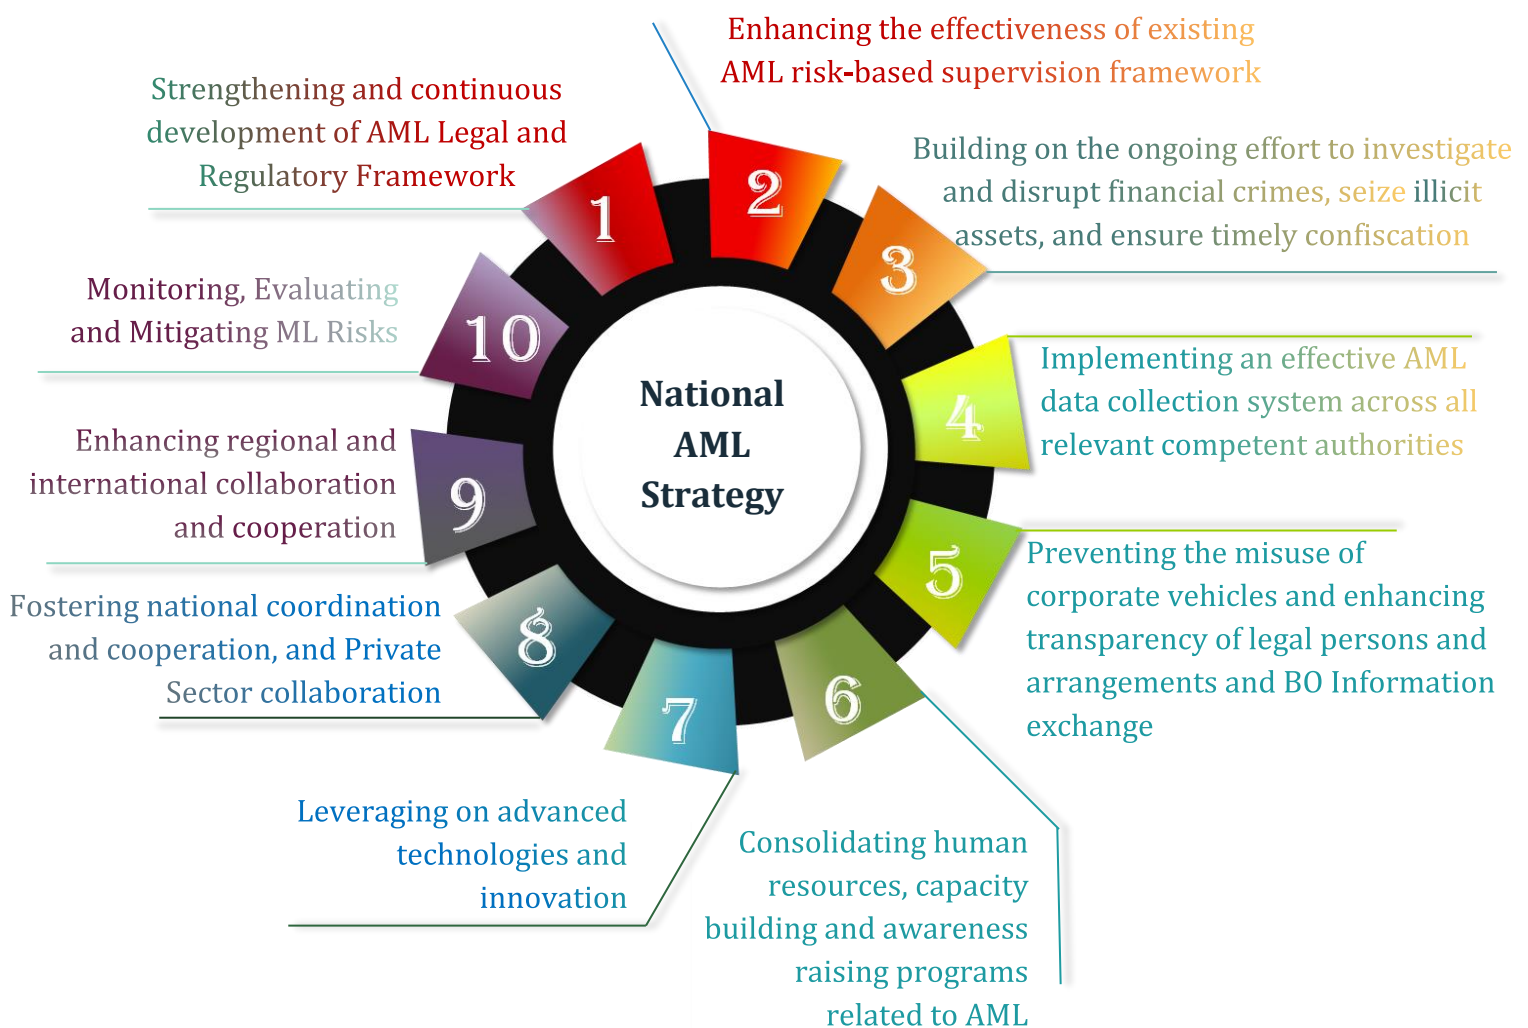 National
AML
Strategy
1
Strengthening and continuous
development of AML Legal and
Regulatory Framework
2
Enhancing the effectiveness of existing
AML risk-based supervision framework
3
Building on the ongoing effort to investigate
and disrupt financial crimes, seize illicit
assets, and ensure timely confiscation
4
Implementing an effective AML
data collection system across all
relevant competent authorities
5
Preventing the misuse of
corporate vehicles and enhancing
transparency of legal persons and
arrangements and BO Information
exchange
6
Consolidating human
resources, capacity
building and awareness
raising programs
related to AML
7
Leveraging on advanced
technologies and
innovation
8
Fostering national coordination
and cooperation, and Private
Sector collaboration
9
Enhancing regional and
international collaboration
and cooperation
10
Monitoring, Evaluating
and Mitigating ML Risks